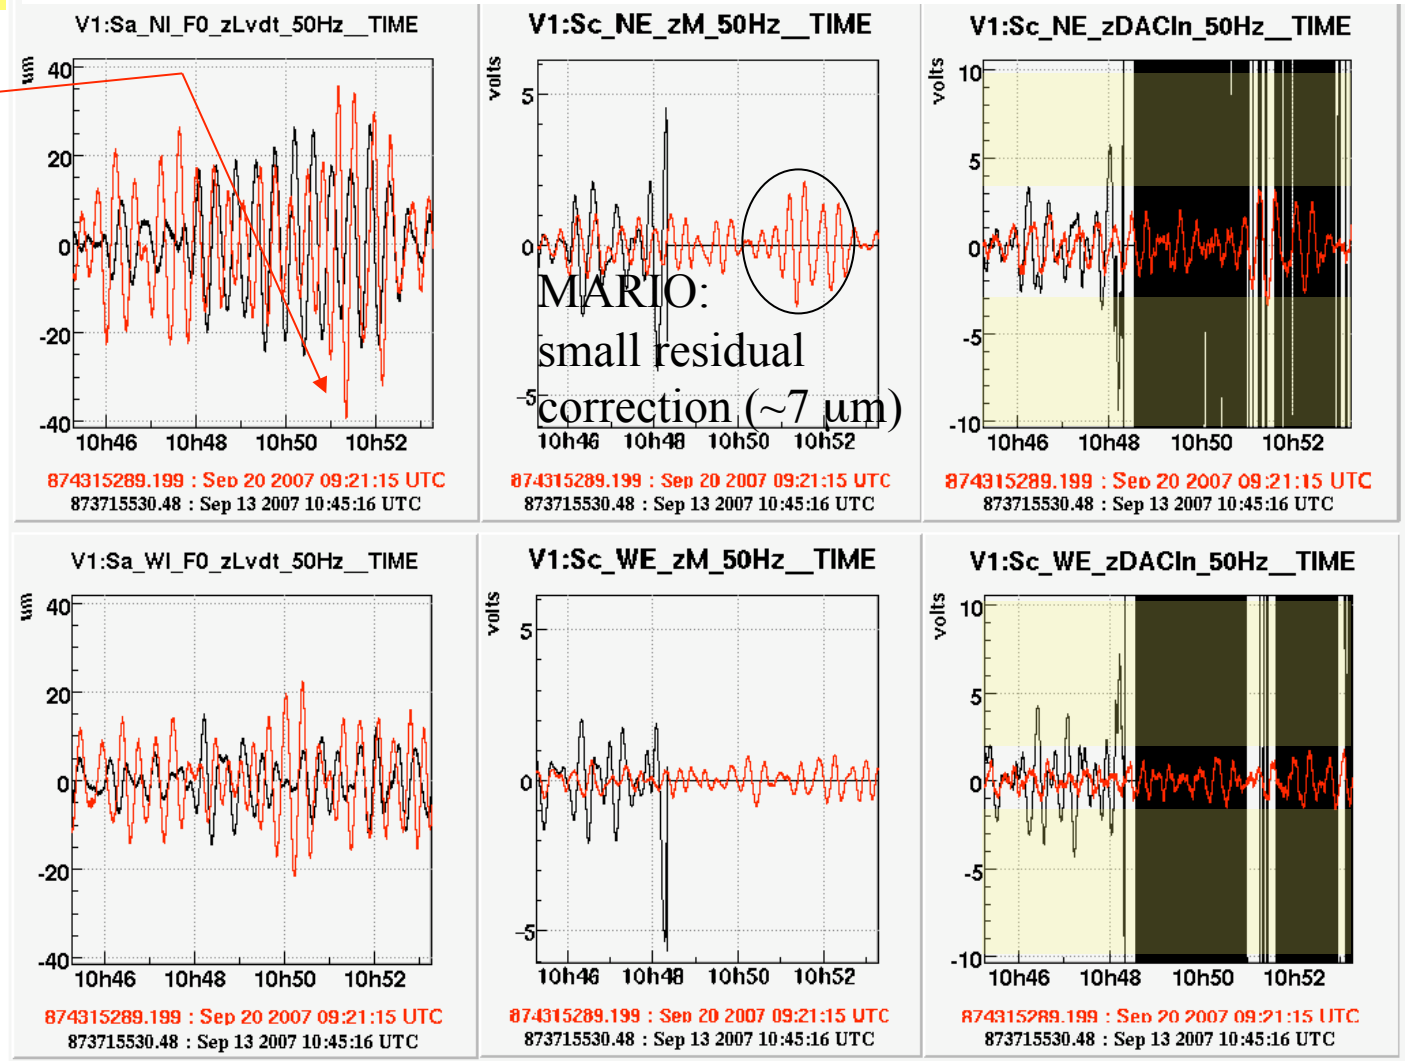 V1:Sa_NI_F0_zLvdt_50Hz__TIME
um
40
20
0
-20
-40
10h46 10h48 10h50 10h52
874315289.199 : Sep 20 2007 09:21:15 UTC
873715530.48 : Sep 13 2007 10:45:16 UTC
V1:Sc_NE_zM_50Hz__TIME
volts
5
0
-5
MARIO:
small residual
correction (~7 μm)
10h46 10h48 10h50 10h52
874315289.199 : Sep 20 2007 09:21:15 UTC
873715530.48 : Sep 13 2007 10:45:16 UTC
V1:Sc_NE_zDACIn_50Hz__TIME
volts
10
5
0
-5
-10
10h46 10h48 10h50 10h52
874315289.199 : Sep 20 2007 09:21:15 UTC
873715530.48 : Sep 13 2007 10:45:16 UTC
V1:Sa_WI_F0_zLvdt_50Hz__TIME
um
40
20
0
-20
-40
10h46 10h48 10h50 10h52
874315289.199 : Sep 20 2007 09:21:15 UTC
873715530.48 : Sep 13 2007 10:45:16 UTC
V1:Sc_WE_zM_50Hz__TIME
volts
5
0
-5
10h46 10h48 10h50 10h52
874315289.199 : Sep 20 2007 09:21:15 UTC
873715530.48 : Sep 13 2007 10:45:16 UTC
V1:Sc_WE_zDACIn_50Hz__TIME
volts
10
5
0
-5
-10
10h46 10h48 10h50 10h52
874315289.199 : Sep 20 2007 09:21:15 UTC
873715530.48 : Sep 13 2007 10:45:16 UTC